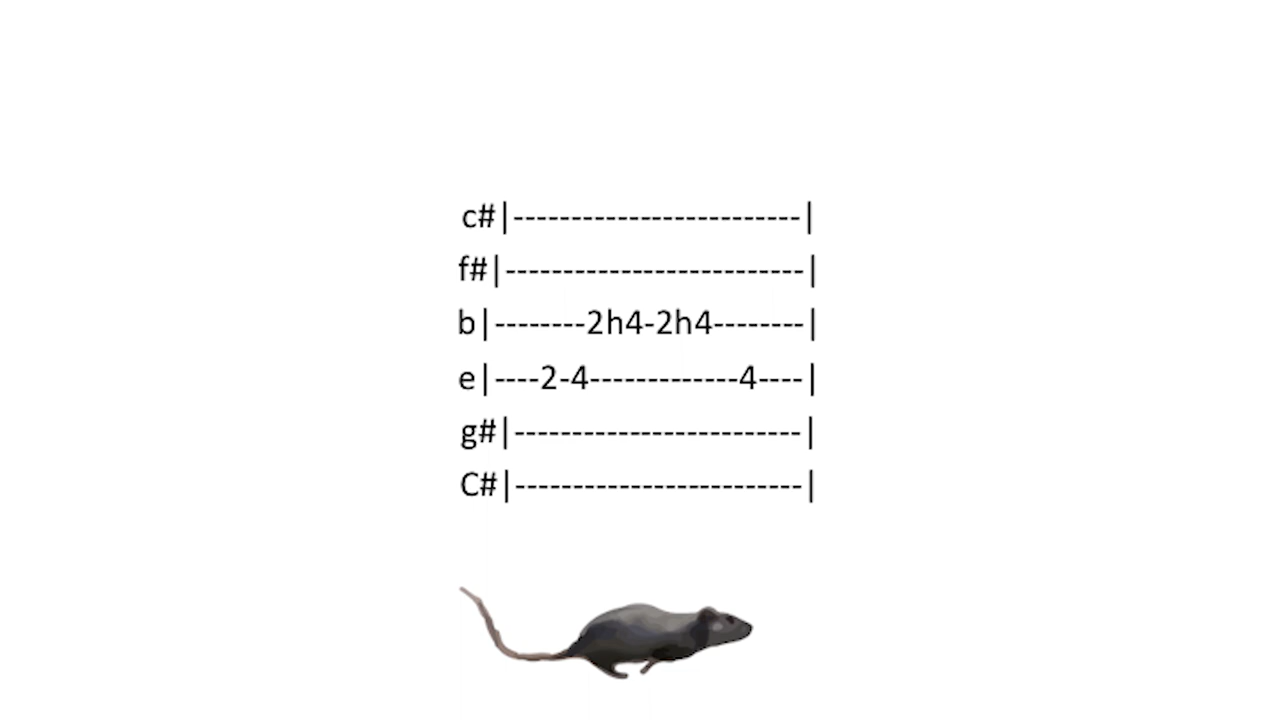 c#|-------------------------|
f#|--------------------------|
b|--------2h4-2h4--------|
e|----2-4-------------4----|
g#|-------------------------|
C#|-------------------------|